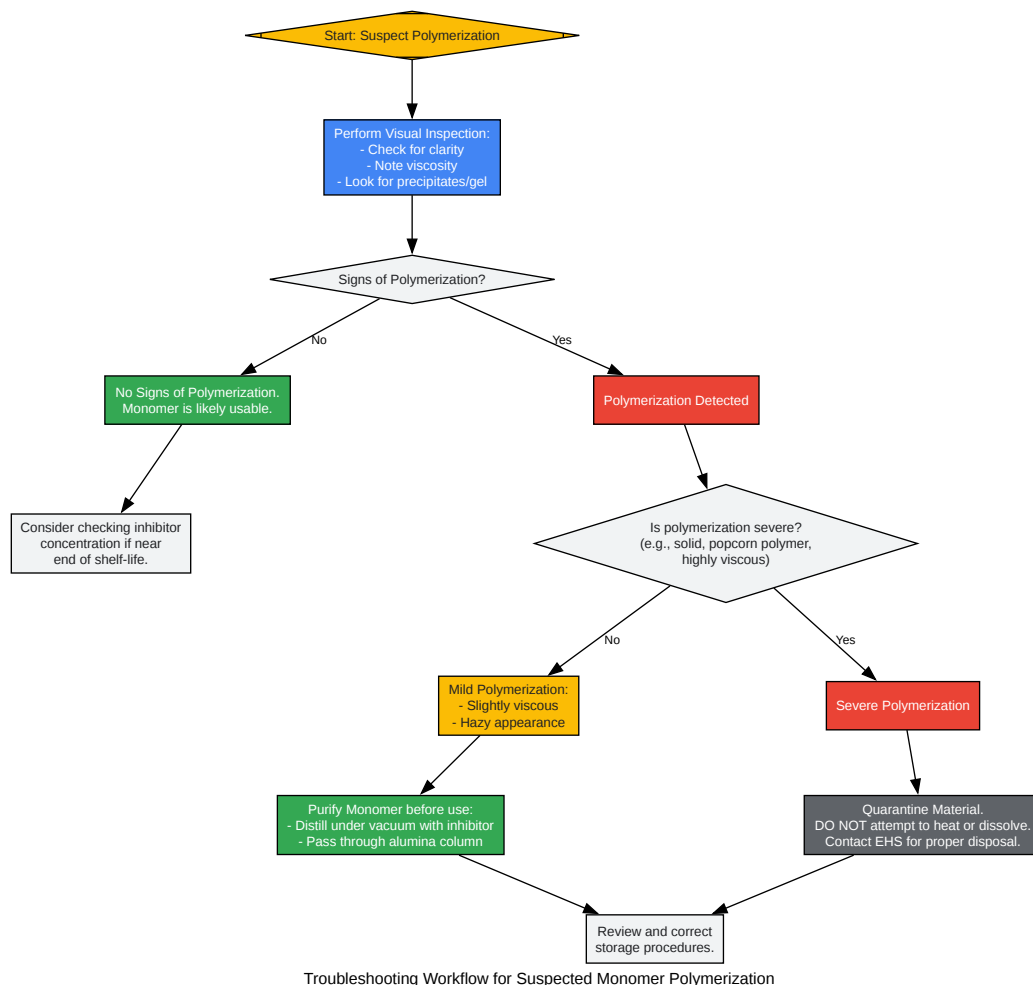 Start: Suspect Polymerization
Perform Visual Inspection:
- Check for clarity
- Note viscosity
- Look for precipitates/gel
Signs of Polymerization?
No
Yes
No Signs of Polymerization.
Monomer is likely usable.
Polymerization Detected
Consider checking inhibitor
concentration if near
end of shelf-life.
Is polymerization severe?
(e.g., solid, popcorn polymer,
highly viscous)
No
Yes
Mild Polymerization:
- Slightly viscous
- Hazy appearance
Severe Polymerization
Purify Monomer before use:
- Distill under vacuum with inhibitor
- Pass through alumina column
Quarantine Material.
DO NOT attempt to heat or dissolve.
Contact EHS for proper disposal.
Review and correct
storage procedures.
Troubleshooting Workflow for Suspected Monomer Polymerization